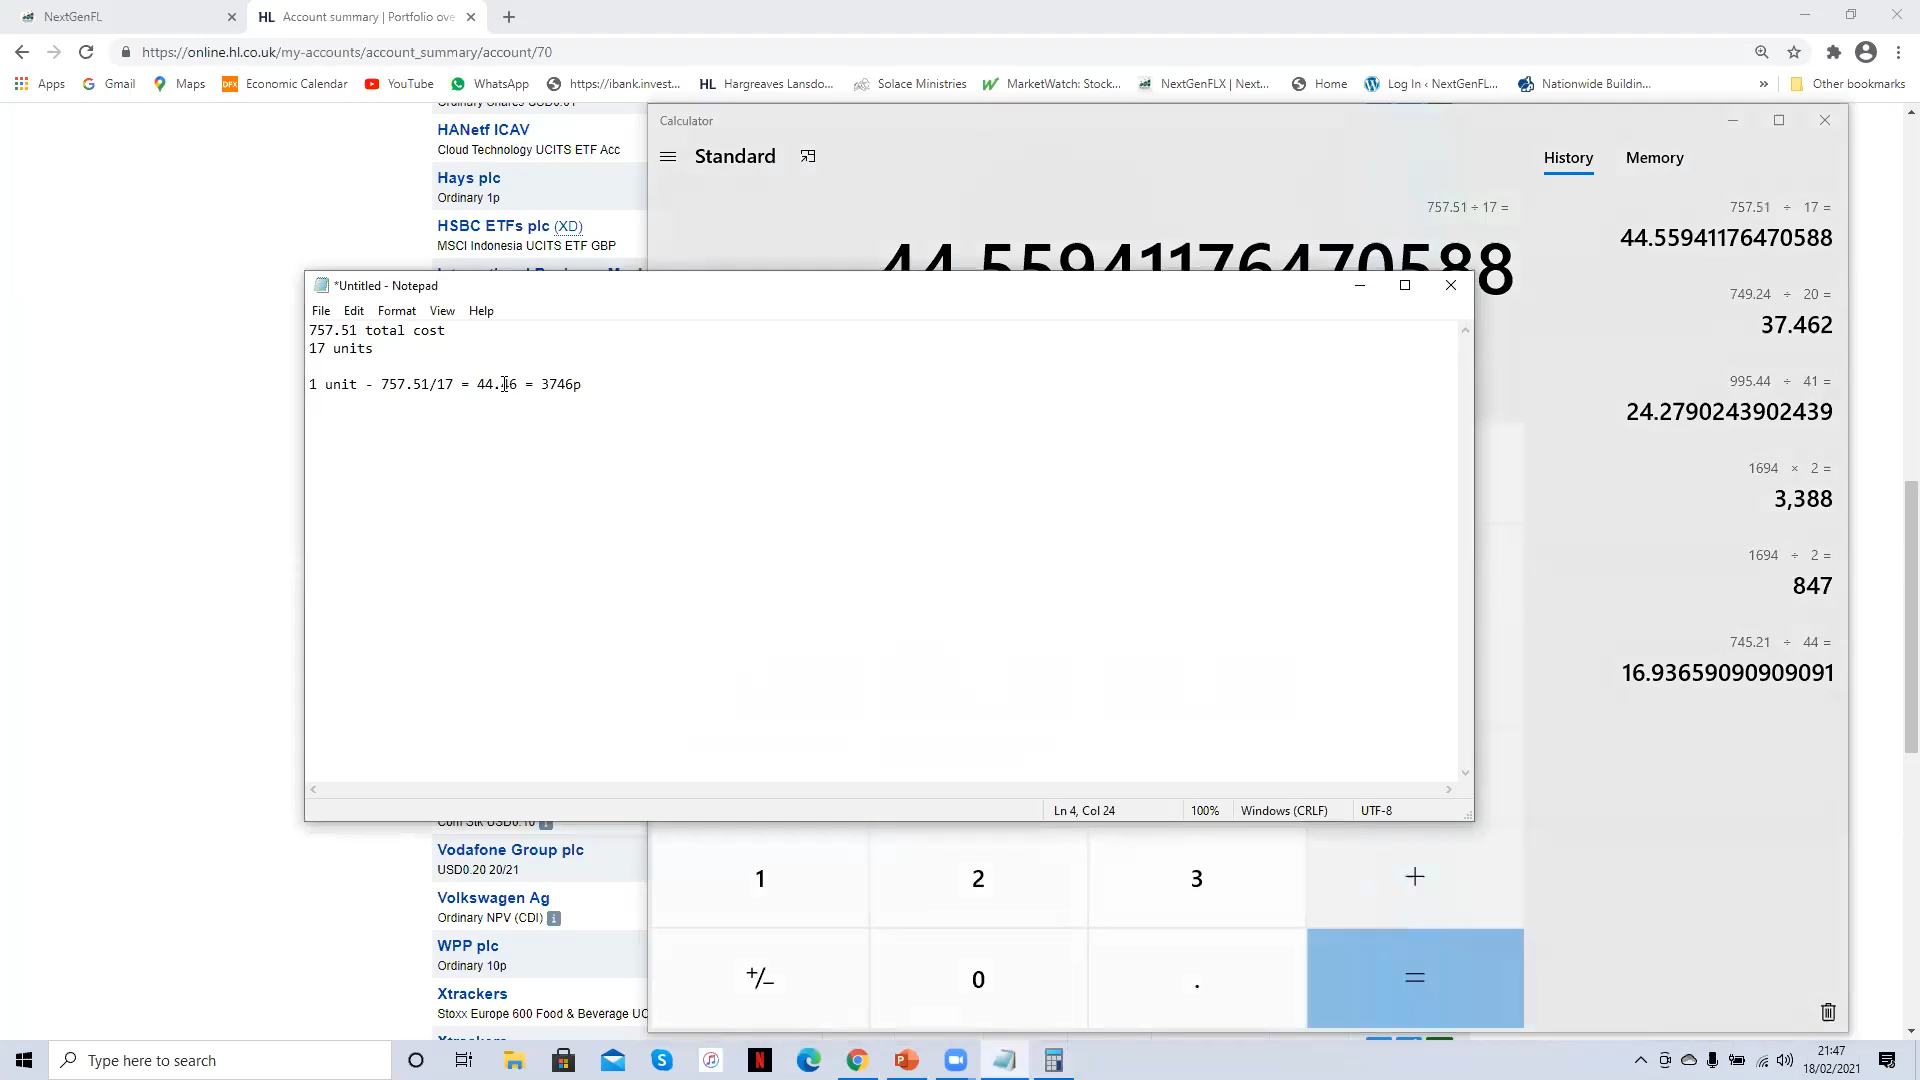 NextGenFL
HL Account summary | Portfolio ove
https://online.hl.co.uk/my-accounts/account_summary/account/70
Apps Gmail Maps DFX Economic Calendar YouTube WhatsApp https://ibank.invest... HL Hargreaves Lansdo... Solace Ministries MarketWatch: Stock... NextGenFLX | Next... Home Log In ‹ NextGenFL... Nationwide Buildin... » Other bookmarks
HANetf ICAV
Cloud Technology UCITS ETF Acc
Hays plc
Ordinary 1p
HSBC ETFs plc (XD)
MSCI Indonesia UCITS ETF GBP
Calculator
Standard
757.51 ÷ 17 =
44.55941176470588
History Memory
757.51 ÷ 17 =
44.55941176470588
749.24 ÷ 20 =
37.462
995.44 ÷ 41 =
24.2790243902439
1694 × 2 =
3,388
1694 ÷ 2 =
847
745.21 ÷ 44 =
16.93659090909091
*Untitled - Notepad
File Edit Format View Help
757.51 total cost
17 units
1 unit - 757.51/17 = = 3746p
Ln 4, Col 24 100% Windows (CRLF) UTF-8
Vodafone Group plc
USD0.20 20/21
Volkswagen Ag
Ordinary NPV (CDI)
WPP plc
Ordinary 10p
Xtrackers
Stoxx Europe 600 Food & Beverage UC
1 2 3 +
+/− 0 . =
Type here to search
21:47
18/02/2021